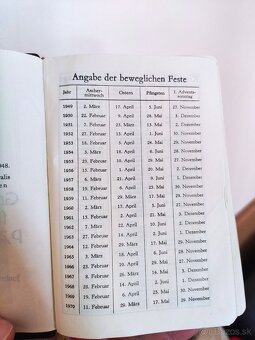 Angabe der beweglichen Feste
Jahr Ascher-mittwoch Ostern Pfingsten 1. Advents-sonntag
1949 2. März 17. April 5. Juni 27. November
1950 22. Februar 9. April 28. Mai 3. Dezember
1951 7. Februar 25. März 13. Mai 2. Dezember
1952 27. Februar 13. April 1. Juni 30. November
1953 18. Februar 5. April 24. Mai 29. November
1954 3. März 18. April 6. Juni 28. November
1955 23. Februar 10. April 29. Mai 27. November
1956 15. Februar 1. April 20. Mai 2. Dezember
1957 6. März 21. April 9. Juni 1. Dezember
1958 19. Februar 6. April 25. Mai 30. November
1959 11. Februar 29. März 17. Mai 29. November
1960 2. März 17. April 5. Juni 27. November
1961 15. Februar 2. April 21. Mai 3. Dezember
1962 7. März 22. April 10. Juni 2. Dezember
1963 27. Februar 14. April 2. Juni 1. Dezember
1964 12. Februar 29. März 17. Mai 29. November
1965 3. März 18. April 6. Juni 28. November
1966 23. Februar 10. April 29. Mai 27. November
1967 8. Februar 26. März 14. Mai 3. Dezember
1968 28. Februar 14. April 2. Juni 1. Dezember
1969 19. Februar 6. April 25. Mai 30. November
1970 11. Februar 29. März 17. Mai 29. November
bazos.sk